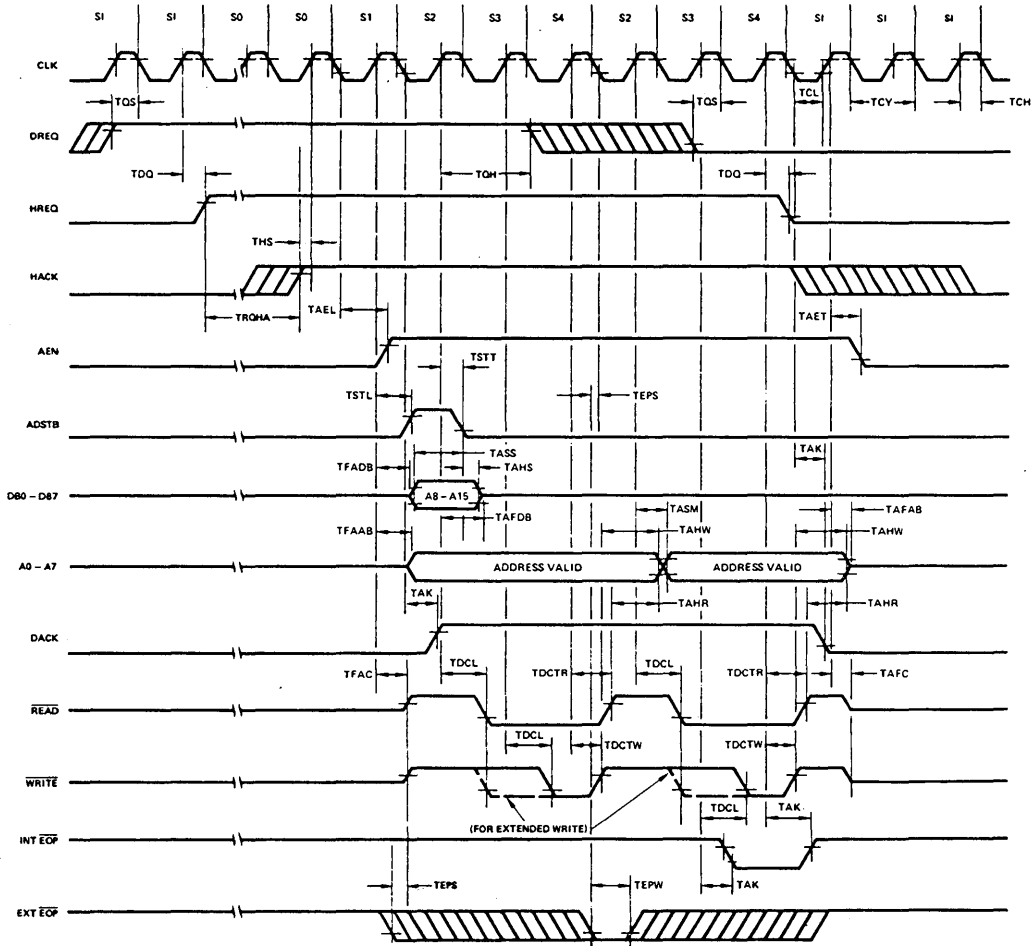 SI SI S0 S0 S1 S2 S3 S4 S2 S3 S4 SI SI SI
CLK
TQS TQS TCL TCY TCH
DREQ
TDQ TQH TDQ
HREQ
THS
HACK
TRQHA TAEL TAET
AEN
TSTT
TSTL TEPS
ADSTB
TASS TAK
TFADB TAHS
DB0 – DB7 A8 – A15
TASM TAFAB
TAFDB TAHW TAHW
TFAAB
A0 – A7 ADDRESS VALID ADDRESS VALID
TAK TAHR TAHR
DACK
TFAC TDCL TDCTR TDCL TDCTR TAFC
READ
TDCL TDCTW TDCTW
WRITE
TDCL TAK
(FOR EXTENDED WRITE)
INT EOP
TEPS TEPW TAK
EXT EOP